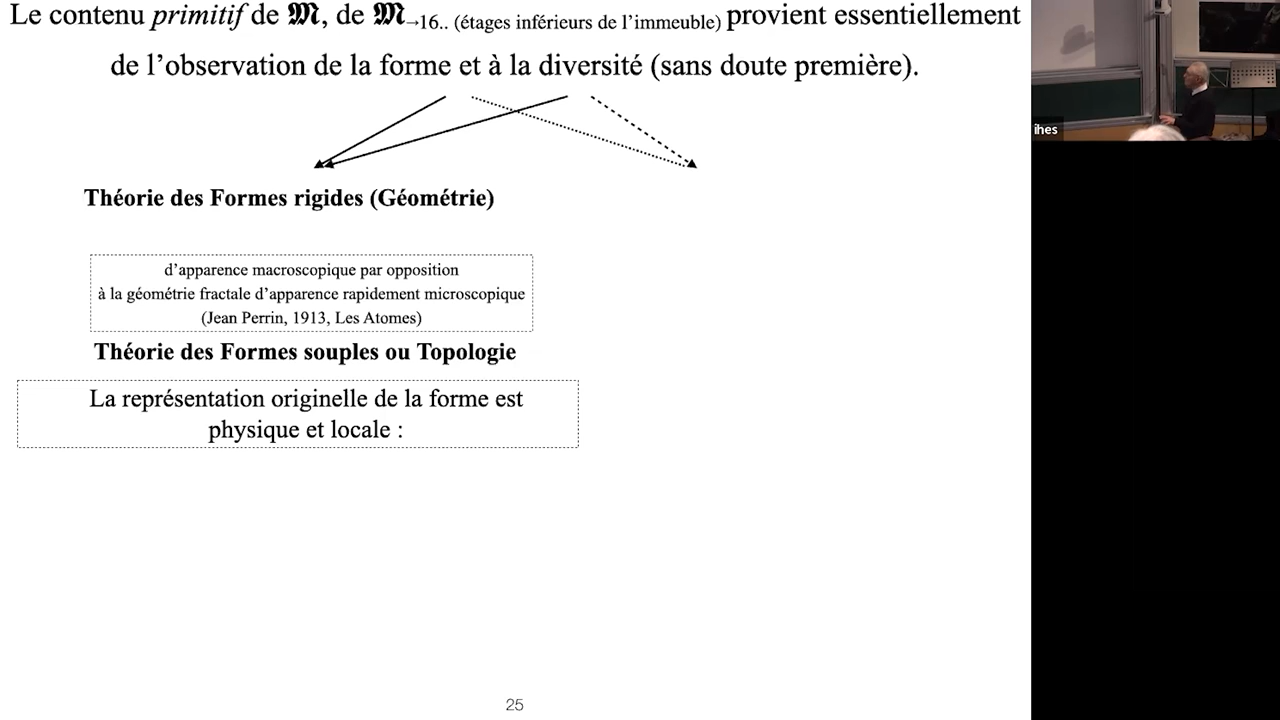 Le contenu primitif de 𝕸, de 𝕸→16.. (étages inférieurs de l’immeuble) provient essentiellement
de l’observation de la forme et à la diversité (sans doute première).
Théorie des Formes rigides (Géométrie)
d’apparence macroscopique par opposition
à la géométrie fractale d’apparence rapidement microscopique
(Jean Perrin, 1913, Les Atomes)
Théorie des Formes souples ou Topologie
La représentation originelle de la forme est
physique et locale :
25
ihes